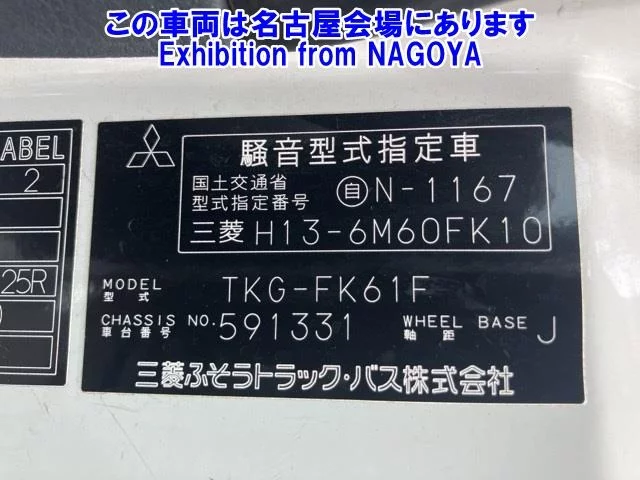 この車両は名古屋会場にあります
Exhibition from NAGOYA
ABEL
2
25R
騒音型式指定車
国土交通省
型式指定番号
自N-1167
三菱 H13-6M60FK10
MODEL
型式
TKG-FK61F
CHASSIS NO.
車台番号
591331
WHEEL BASE
軸距
J
三菱ふそうトラック・バス株式会社